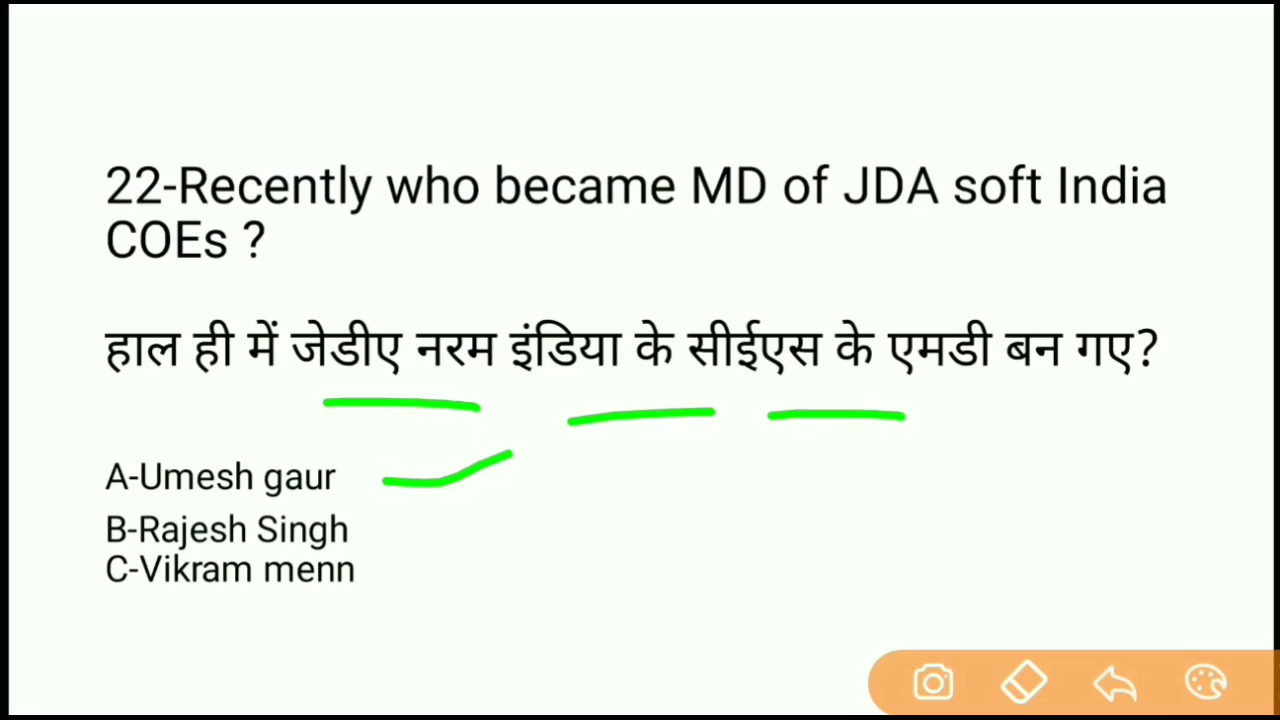 22-Recently who became MD of JDA soft India
COEs ?
हाल ही में जेडीए नरम इंडिया के सीईएस के एमडी बन गए?
A-Umesh gaur
B-Rajesh Singh
C-Vikram menn